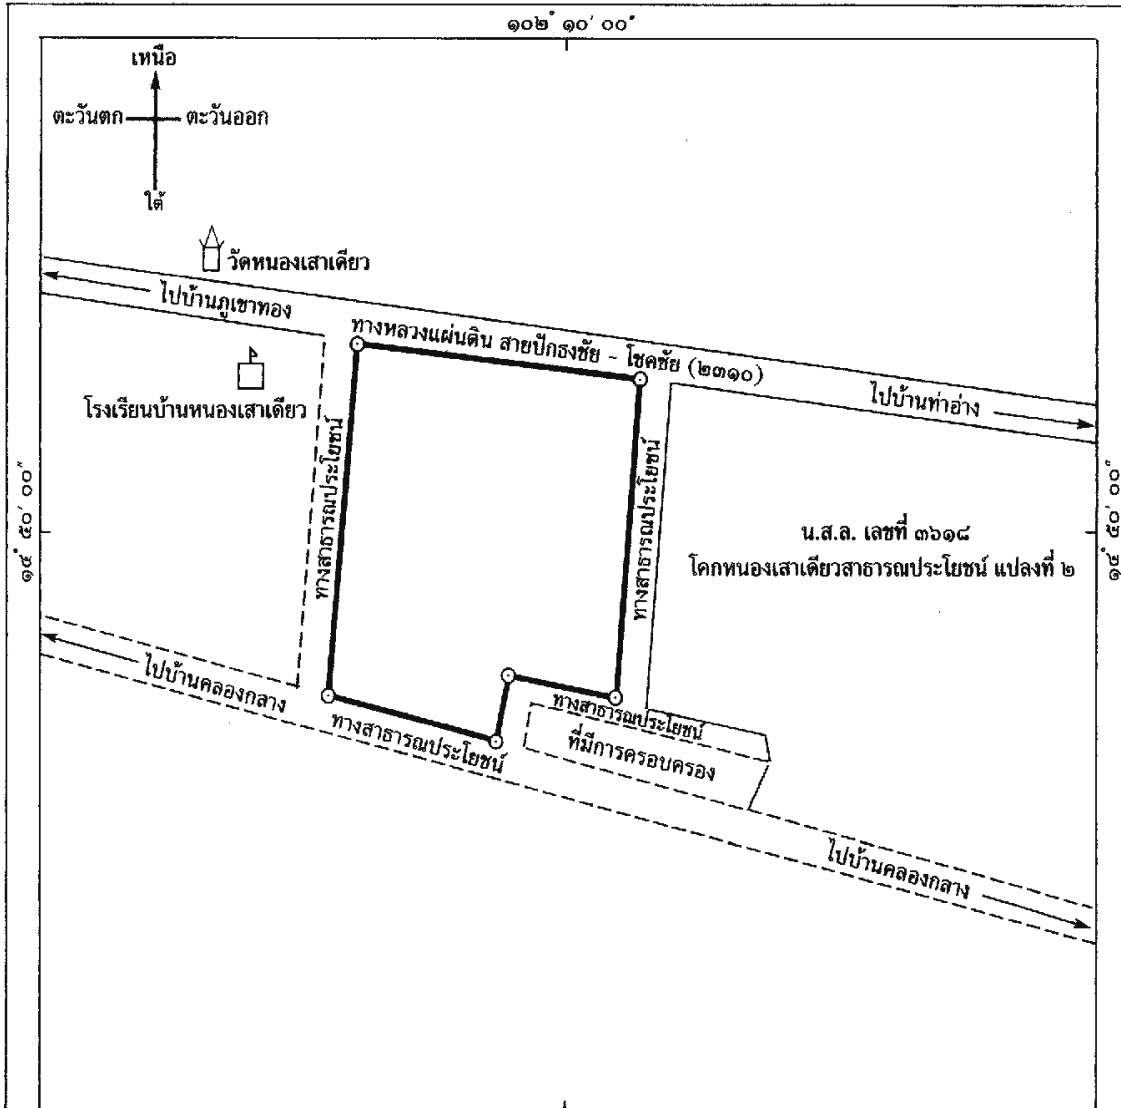 ๑๐๒° ๑๐' ๐๐"
เหนือ
ตะวันตก
ตะวันออก
ใต้
วัดหนองเสาเดียว
ไปบ้านภูเขาทอง
ทางหลวงแผ่นดิน สายปักธงชัย - โชคชัย (๒๓๑๐)
ไปบ้านท่าอ่าง
โรงเรียนบ้านหนองเสาเดียว
ทางสาธารณประโยชน์
ทางสาธารณประโยชน์
๑๔° ๕๐' ๐๐"
๑๔° ๕๐' ๐๐"
น.ส.ล. เลขที่ ๓๖๑๘
โคกหนองเสาเดียวสาธารณประโยชน์ แปลงที่ ๒
ไปบ้านคลองกลาง
ทางสาธารณประโยชน์
ทางสาธารณประโยชน์
ที่มีการครอบครอง
ไปบ้านคลองกลาง